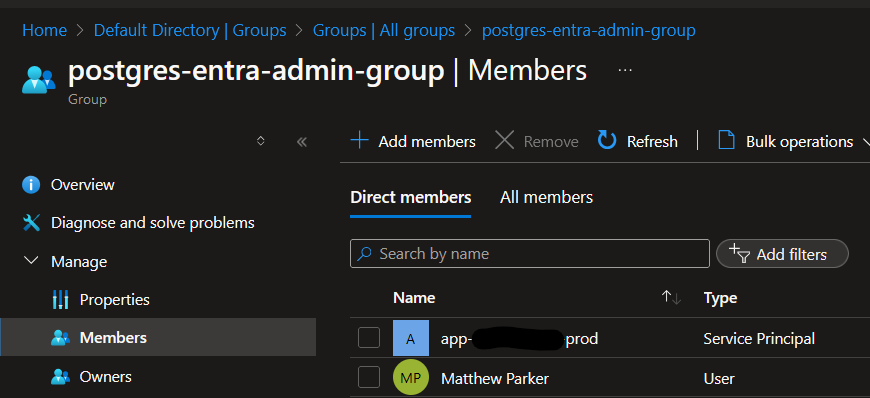 Home > Default Directory | Groups > Groups | All groups > postgres-entra-admin-group
postgres-entra-admin-group | Members ...
Group
+ Add members Remove Refresh Bulk operations
Overview
Diagnose and solve problems
Manage
Properties
Members
Owners
Direct members All members
Search by name
Add filters
Name Type
A app- prod Service Principal
MP Matthew Parker User